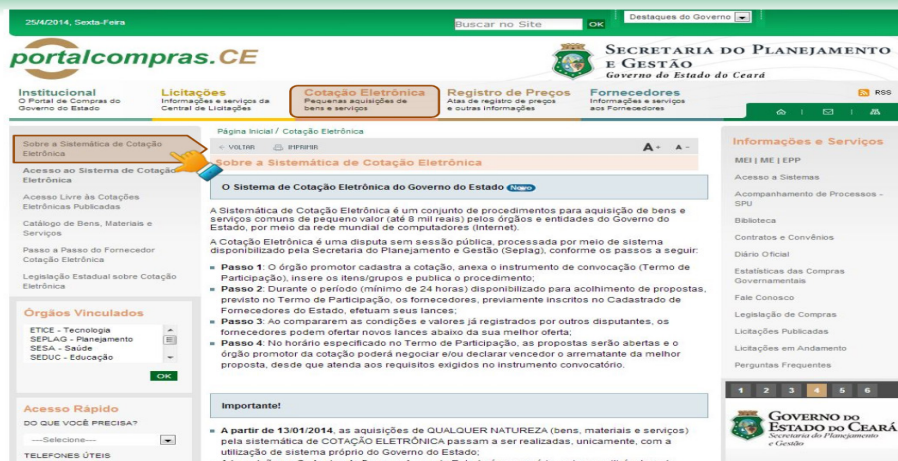 25/4/2014, Sexta-Feira
Buscar no Site
OK
Destaques do Governo
portalcompras.CE
SECRETARIA DO PLANEJAMENTO
E GESTÃO
Governo do Estado do Ceará
Institucional
O Portal de Compras do
Governo do Estado
Licitações
Informações e serviços da
Central de Licitações
Cotação Eletrônica
Pequenas aquisições de
bens e serviços
Registro de Preços
Atas de registro de preços
e outras informações
Fornecedores
Informações e serviços
aos Fornecedores
RSS
Sobre a Sistemática de Cotação
Eletrônica
Acesso ao Sistema de Cotação
Eletrônica
Acesso Livre às Cotações
Eletrônicas Publicadas
Catálogo de Bens, Materiais e
Serviços
Passo a Passo do Fornecedor
Cotação Eletrônica
Legislação Estadual sobre Cotação
Eletrônica
Órgãos Vinculados
ETICE - Tecnologia
SEPLAG - Planejamento
SESA - Saúde
SEDUC - Educação
OK
Acesso Rápido
DO QUE VOCÊ PRECISA?
----Selecione----
TELEFONES ÚTEIS
Página Inicial / Cotação Eletrônica
VOLTAR
IMPRIMIR
A+
A-
Sobre a Sistemática de Cotação Eletrônica
O Sistema de Cotação Eletrônica do Governo do Estado Novo
A Sistemática de Cotação Eletrônica é um conjunto de procedimentos para aquisição de bens e
serviços comuns de pequeno valor (até 8 mil reais) pelos órgãos e entidades do Governo do
Estado, por meio da rede mundial de computadores (Internet).
A Cotação Eletrônica é uma disputa sem sessão pública, processada por meio de sistema
disponibilizado pela Secretaria do Planejamento e Gestão (Seplag), conforme os passos a seguir:
Passo 1: O órgão promotor cadastra a cotação, anexa o instrumento de convocação (Termo de
Participação), insere os itens/grupos e publica o procedimento;
Passo 2: Durante o período (mínimo de 24 horas) disponibilizado para acolhimento de propostas,
previsto no Termo de Participação, os fornecedores, previamente inscritos no Cadastrado de
Fornecedores do Estado, efetuam seus lances;
Passo 3: Ao compararem as condições e valores já registrados por outros disputantes, os
fornecedores podem ofertar novos lances abaixo da sua melhor oferta;
Passo 4: No horário especificado no Termo de Participação, as propostas serão abertas e o
órgão promotor da cotação poderá negociar e/ou declarar vencedor o arrematante da melhor
proposta, desde que atenda aos requisitos exigidos no instrumento convocatório.
Importante!
A partir de 13/01/2014, as aquisições de QUALQUER NATUREZA (bens, materiais e serviços)
pela sistemática de COTAÇÃO ELETRÔNICA passam a ser realizadas, unicamente, com a
utilização de sistema próprio do Governo do Estado;
Informações e Serviços
MEI | ME | EPP
Acesso a Sistemas
Acompanhamento de Processos -
SPU
Biblioteca
Contratos e Convênios
Diário Oficial
Estatísticas das Compras
Governamentais
Fale Conosco
Legislação de Compras
Licitações Publicadas
Licitações em Andamento
Perguntas Frequentes
1 2 3 4 5 6
GOVERNO DO
ESTADO DO CEARÁ
Secretaria do Planejamento
e Gestão